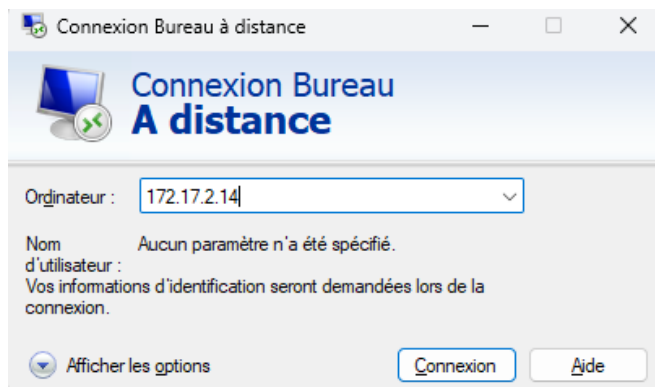 Connexion Bureau à distance
Connexion Bureau
A distance
Ordinateur : 172.17.2.14
Nom d'utilisateur : Aucun paramètre n'a été spécifié.
Vos informations d'identification seront demandées lors de la
connexion.
Afficher les options Connexion Aide